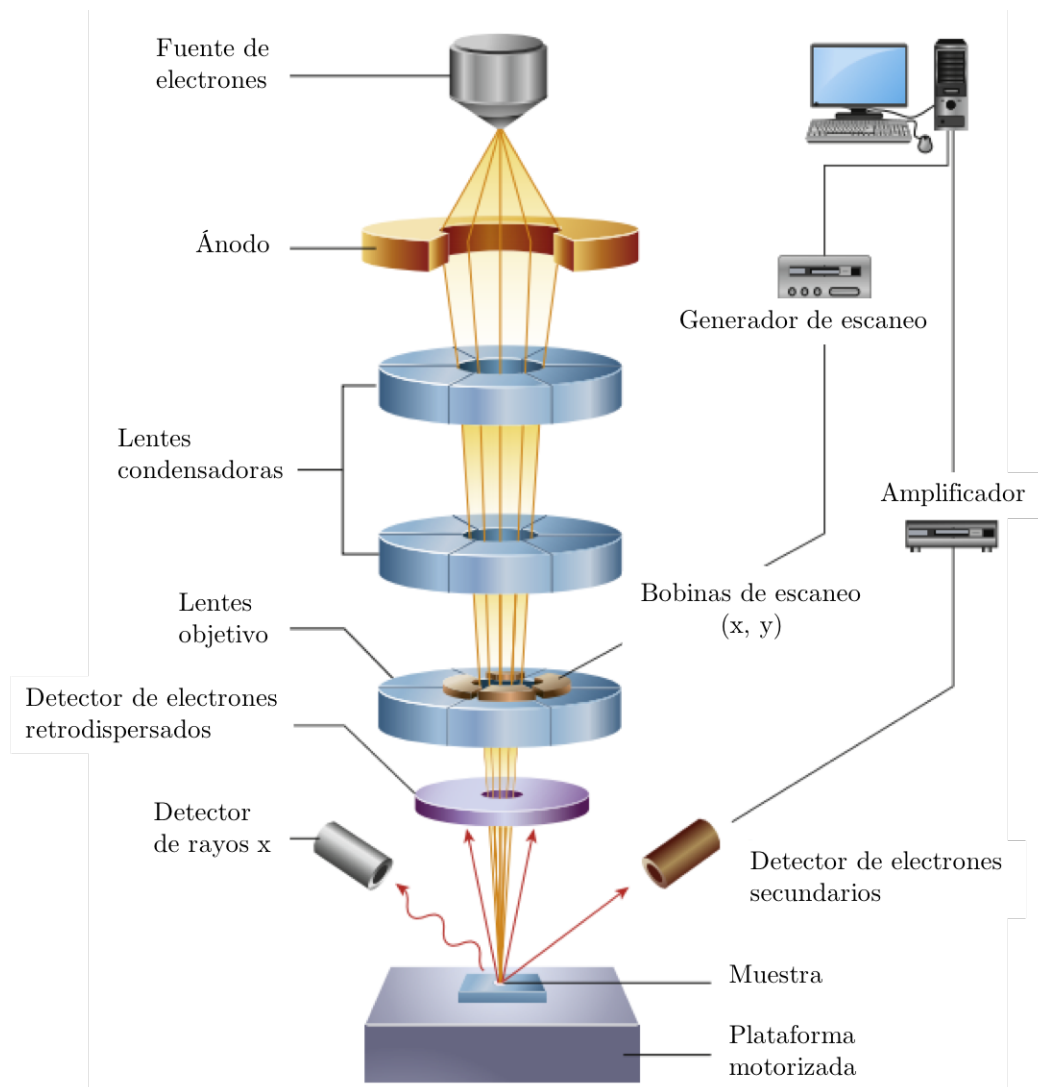 Fuente de
electrones
Ánodo
Generador de escaneo
Lentes
condensadoras
Amplificador
Bobinas de escaneo
(x, y)
Lentes
objetivo
Detector de electrones
retrodispersados
Detector
de rayos x
Detector de electrones
secundarios
Muestra
Plataforma
motorizada